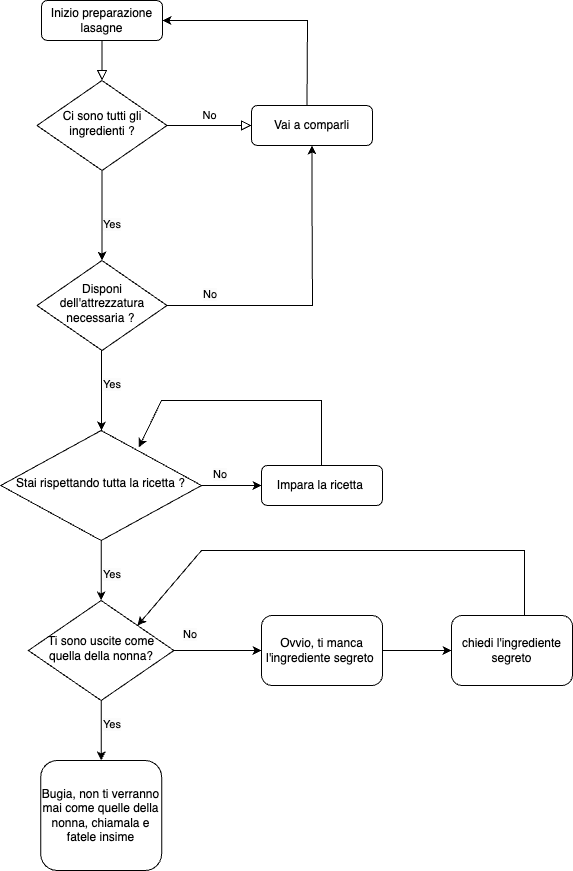 Inizio preparazione
lasagne
Ci sono tutti gli
ingredienti ?
No
Vai a comparli
Yes
Disponi
dell'attrezzatura
necessaria ?
No
Yes
Stai rispettando tutta la ricetta ?
No
Impara la ricetta
Yes
Ti sono uscite come
quella della nonna?
No
Ovvio, ti manca
l'ingrediente segreto
chiedi l'ingrediente
segreto
Yes
Bugia, non ti verranno
mai come quelle della
nonna, chiamala e
fatele insime